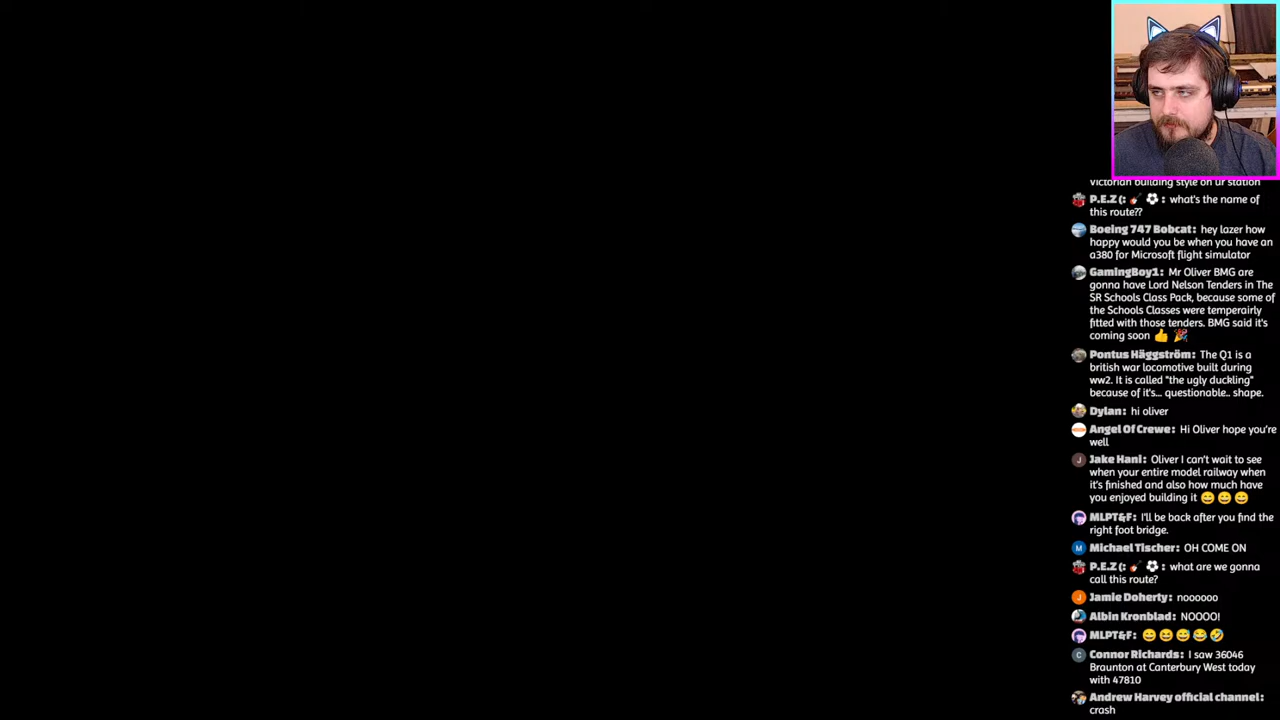 Victorian building style on ur station
P.E.Z (: 🎸 ⚽ : what's the name of
this route??
Boeing 747 Bobcat: hey lazer how
happy would you be when you have an
a380 for Microsoft flight simulator
GamingBoy1: Mr Oliver BMG are
gonna have Lord Nelson Tenders in The
SR Schools Class Pack, because some of
the Schools Classes were temperairly
fitted with those tenders. BMG said it's
coming soon 👍 🎉
Pontus Häggström: The Q1 is a
british war locomotive built during
ww2. It is called "the ugly duckling"
because of it's... questionable.. shape.
Dylan: hi oliver
Angel Of Crewe: Hi Oliver hope you're
well
Jake Hani: Oliver I can't wait to see
when your entire model railway when
it's finished and also how much have
you enjoyed building it 😄 😄 😄
MLPT&F: I'll be back after you find the
right foot bridge.
Michael Tischer: OH COME ON
P.E.Z (: 🎸 ⚽ : what are we gonna
call this route?
Jamie Doherty: noooooo
Albin Kronblad: NOOOO!
MLPT&F: 😄 😆 😅 😂 🤣
Connor Richards: I saw 36046
Braunton at Canterbury West today
with 47810
Andrew Harvey official channel:
crash